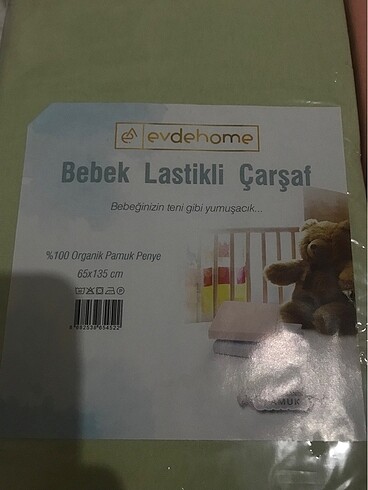 evdehome
Bebek Lastikli Çarşaf
Bebeğinizin teni gibi yumuşacık...
%100 Organik Pamuk Penye
65x135 cm